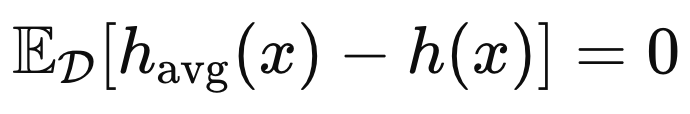 𝔼_𝒟[h_avg(x) − h(x)] = 0